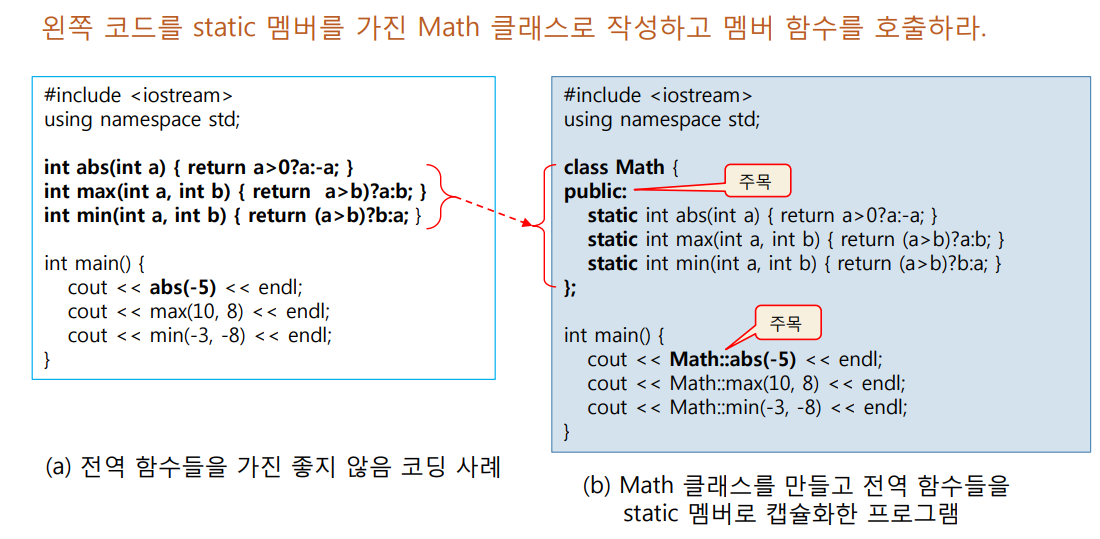 왼쪽 코드를 static 멤버를 가진 Math 클래스로 작성하고 멤버 함수를 호출하라.
#include <iostream>
using namespace std;
int abs(int a) { return a>0?a:-a; }
int max(int a, int b) { return  a>b)?a:b; }
int min(int a, int b) { return (a>b)?b:a; }
int main() {
cout << abs(-5) << endl;
cout << max(10, 8) << endl;
cout << min(-3, -8) << endl;
}
(a) 전역 함수들을 가진 좋지 않음 코딩 사례
#include <iostream>
using namespace std;
class Math {
주목
public:
static int abs(int a) { return a>0?a:-a; }
static int max(int a, int b) { return (a>b)?a:b; }
static int min(int a, int b) { return (a>b)?b:a; }
};
주목
int main() {
cout << Math::abs(-5) << endl;
cout << Math::max(10, 8) << endl;
cout << Math::min(-3, -8) << endl;
}
(b) Math 클래스를 만들고 전역 함수들을
static 멤버로 캡슐화한 프로그램